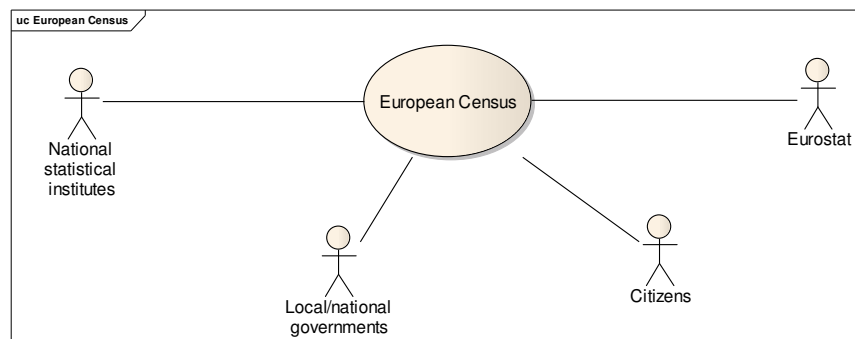 uc European Census
European Census
National
statistical
institutes
Eurostat
Local/national
governments
Citizens